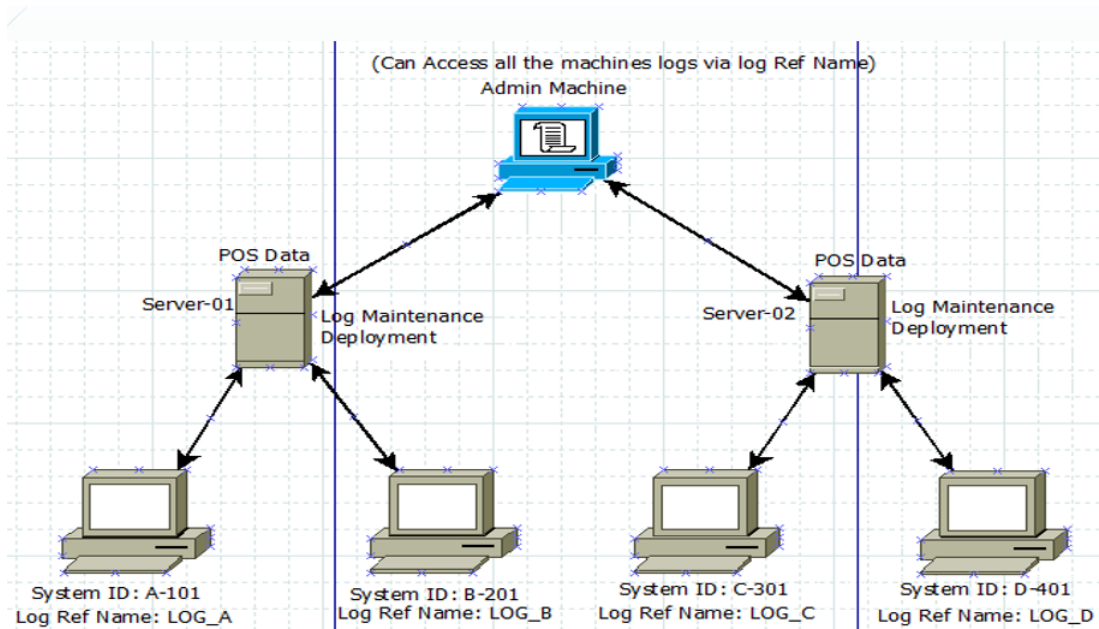 (Can Access all the machines logs via log Ref Name)
Admin Machine
POS Data
Server-01
Log Maintenance
Deployment
POS Data
Server-02
Log Maintenance
Deployment
System ID: A-101
Log Ref Name: LOG_A
System ID: B-201
Log Ref Name: LOG_B
System ID: C-301
Log Ref Name: LOG_C
System ID: D-401
Log Ref Name: LOG_D